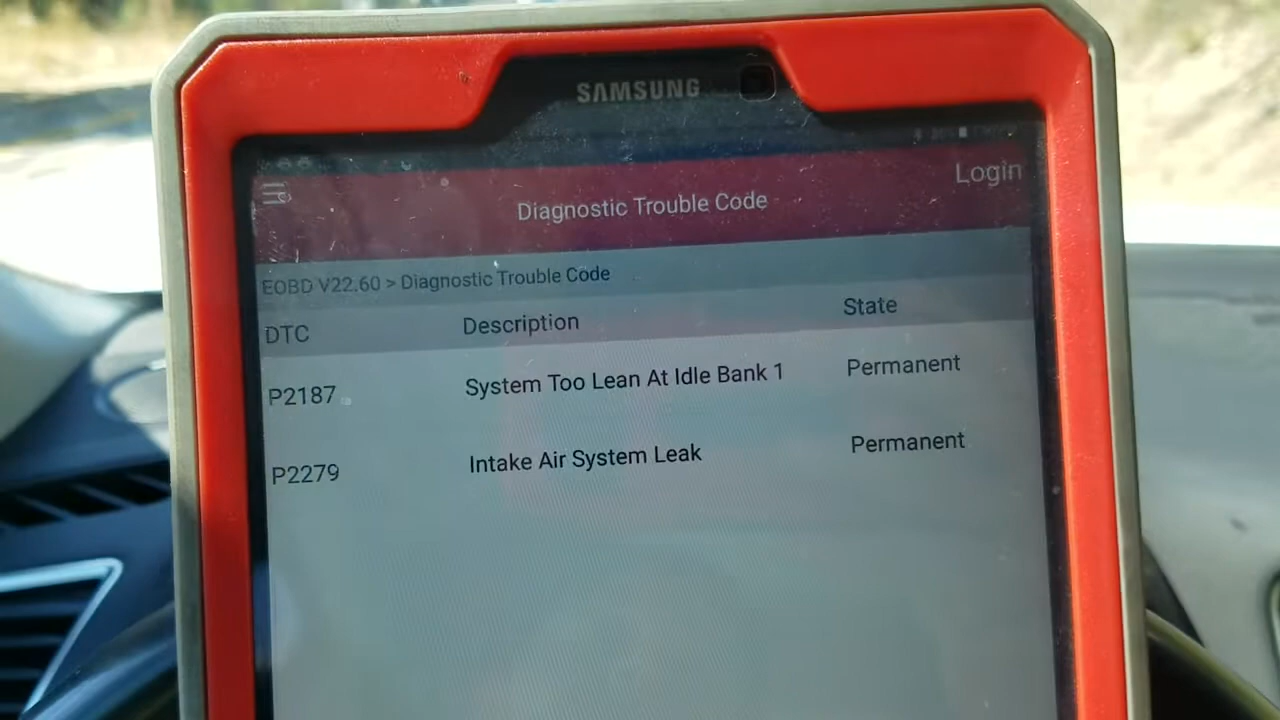 SAMSUNG
Login
Diagnostic Trouble Code
EOBD V22.60 > Diagnostic Trouble Code
DTC Description State
P2187 System Too Lean At Idle Bank 1 Permanent
P2279 Intake Air System Leak Permanent